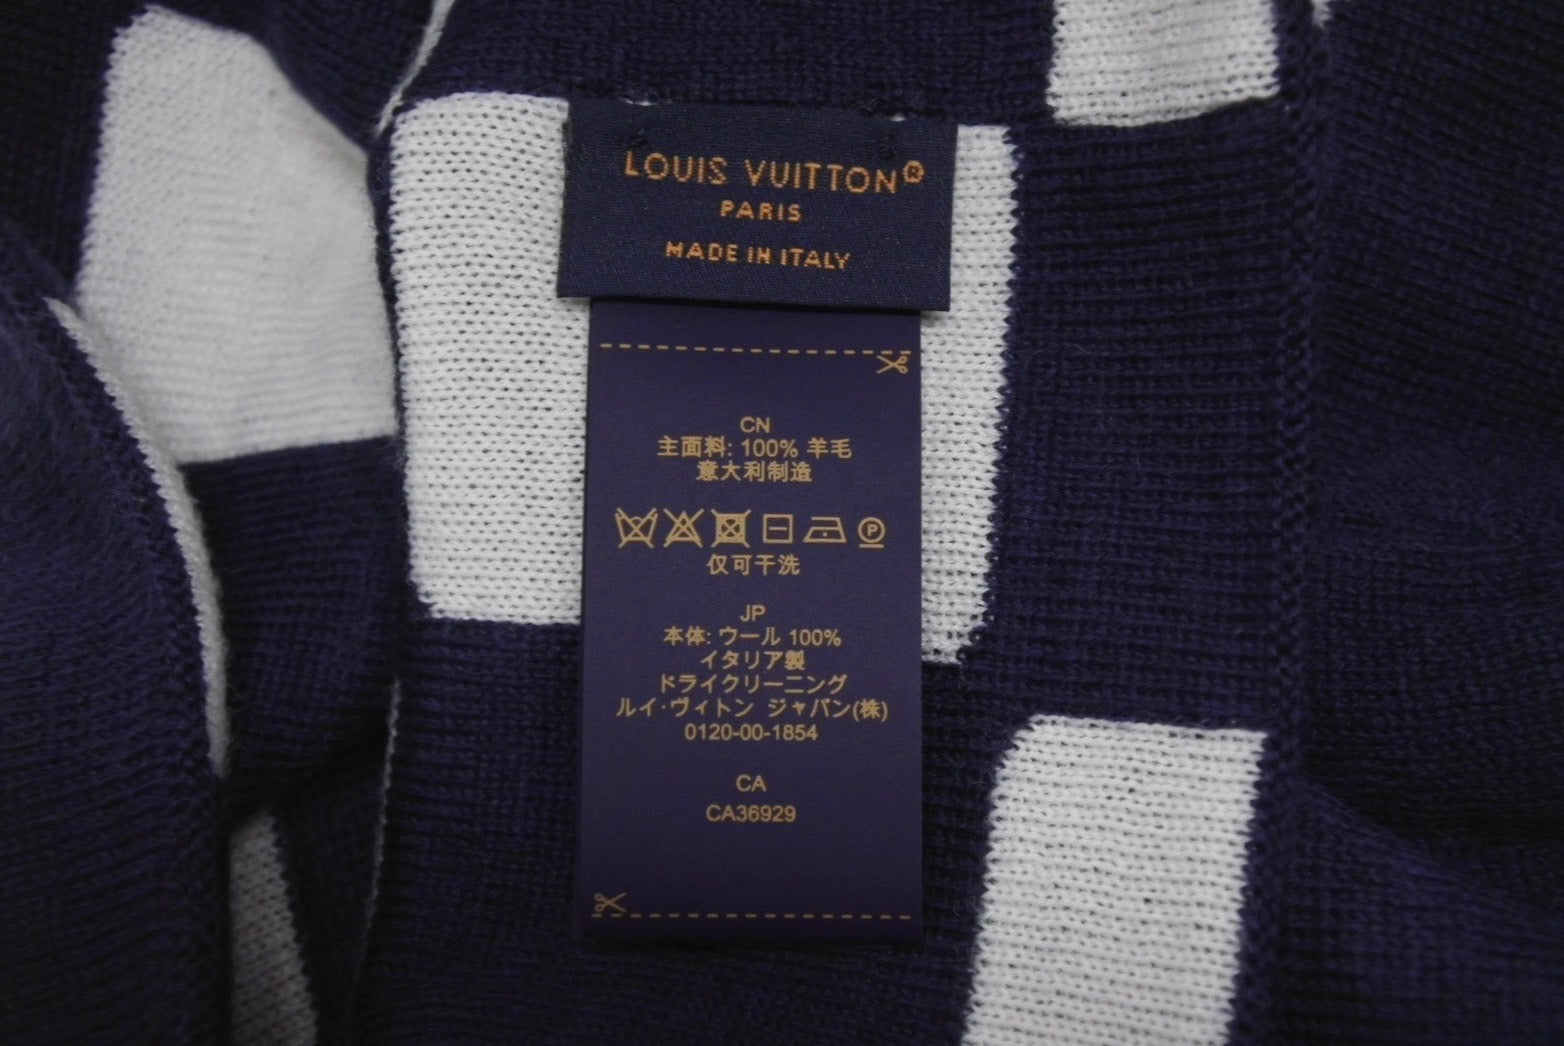 LOUIS VUITTON®
PARIS
MADE IN ITALY
CN
主面料: 100% 羊毛
意大利制造
P
仅可干洗
JP
本体: ウール 100%
イタリア製
ドライクリーニング
ルイ·ヴィトン ジャパン(株)
0120-00-1854
CA
CA36929